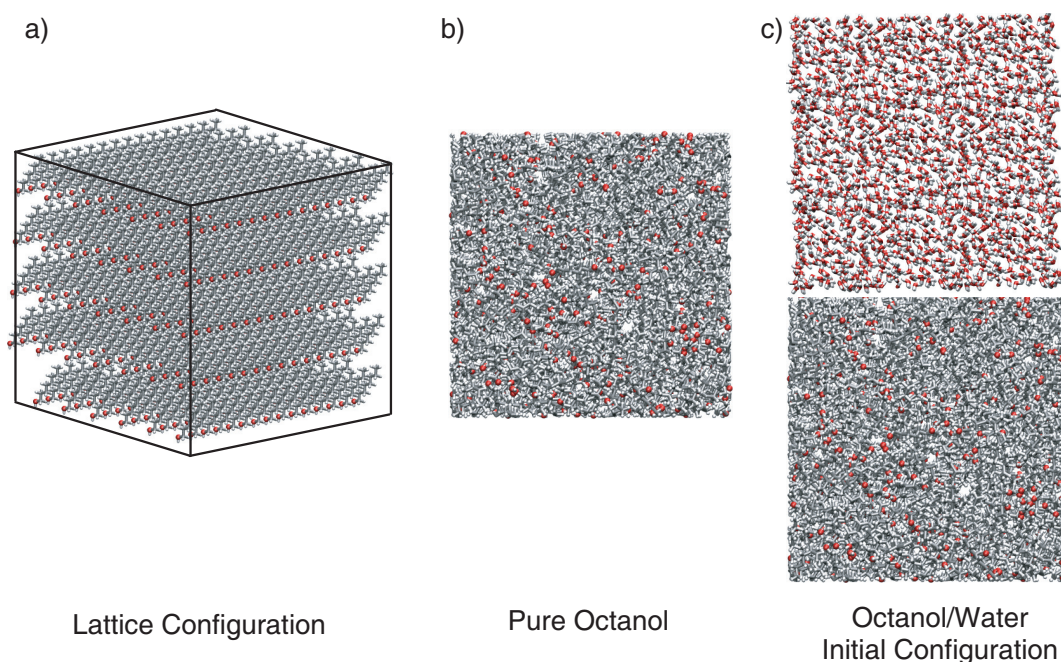 a)
b)
c)
Lattice Configuration
Pure Octanol
Octanol/Water
Initial Configuration